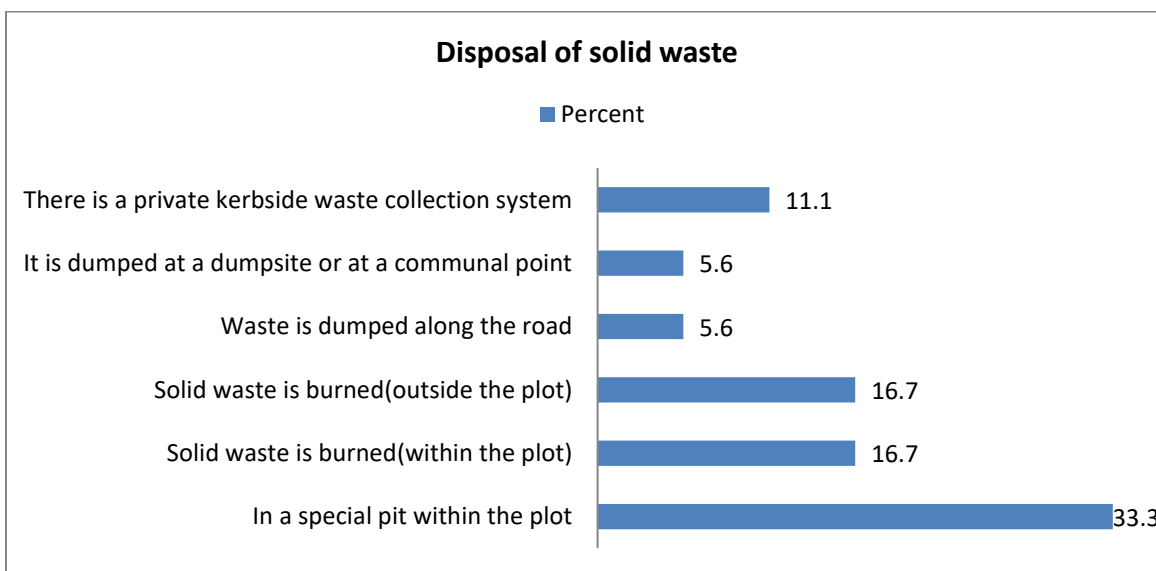 Disposal of solid waste
Percent
There is a private kerbside waste collection system 11.1
It is dumped at a dumpsite or at a communal point 5.6
Waste is dumped along the road 5.6
Solid waste is burned(outside the plot) 16.7
Solid waste is burned(within the plot) 16.7
In a special pit within the plot 33.3